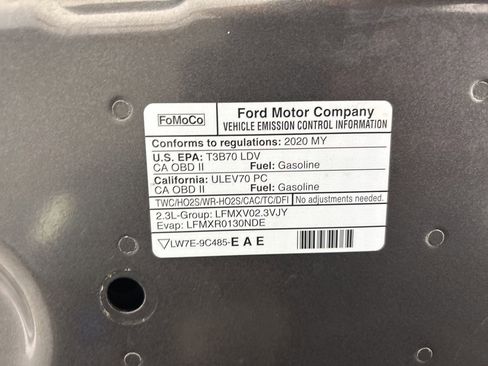 FoMoCo
Ford Motor Company
VEHICLE EMISSION CONTROL INFORMATION
Conforms to regulations: 2020 MY
U.S. EPA: T3B70 LDV
CA OBD II Fuel: Gasoline
California: ULEV70 PC
CA OBD II Fuel: Gasoline
TWC/HO2S/WR-HO2S/CAC/TC/DFI No adjustments needed.
2.3L-Group: LFMXV02.3VJY
Evap: LFMXR0130NDE
LW7E-9C485-EAE